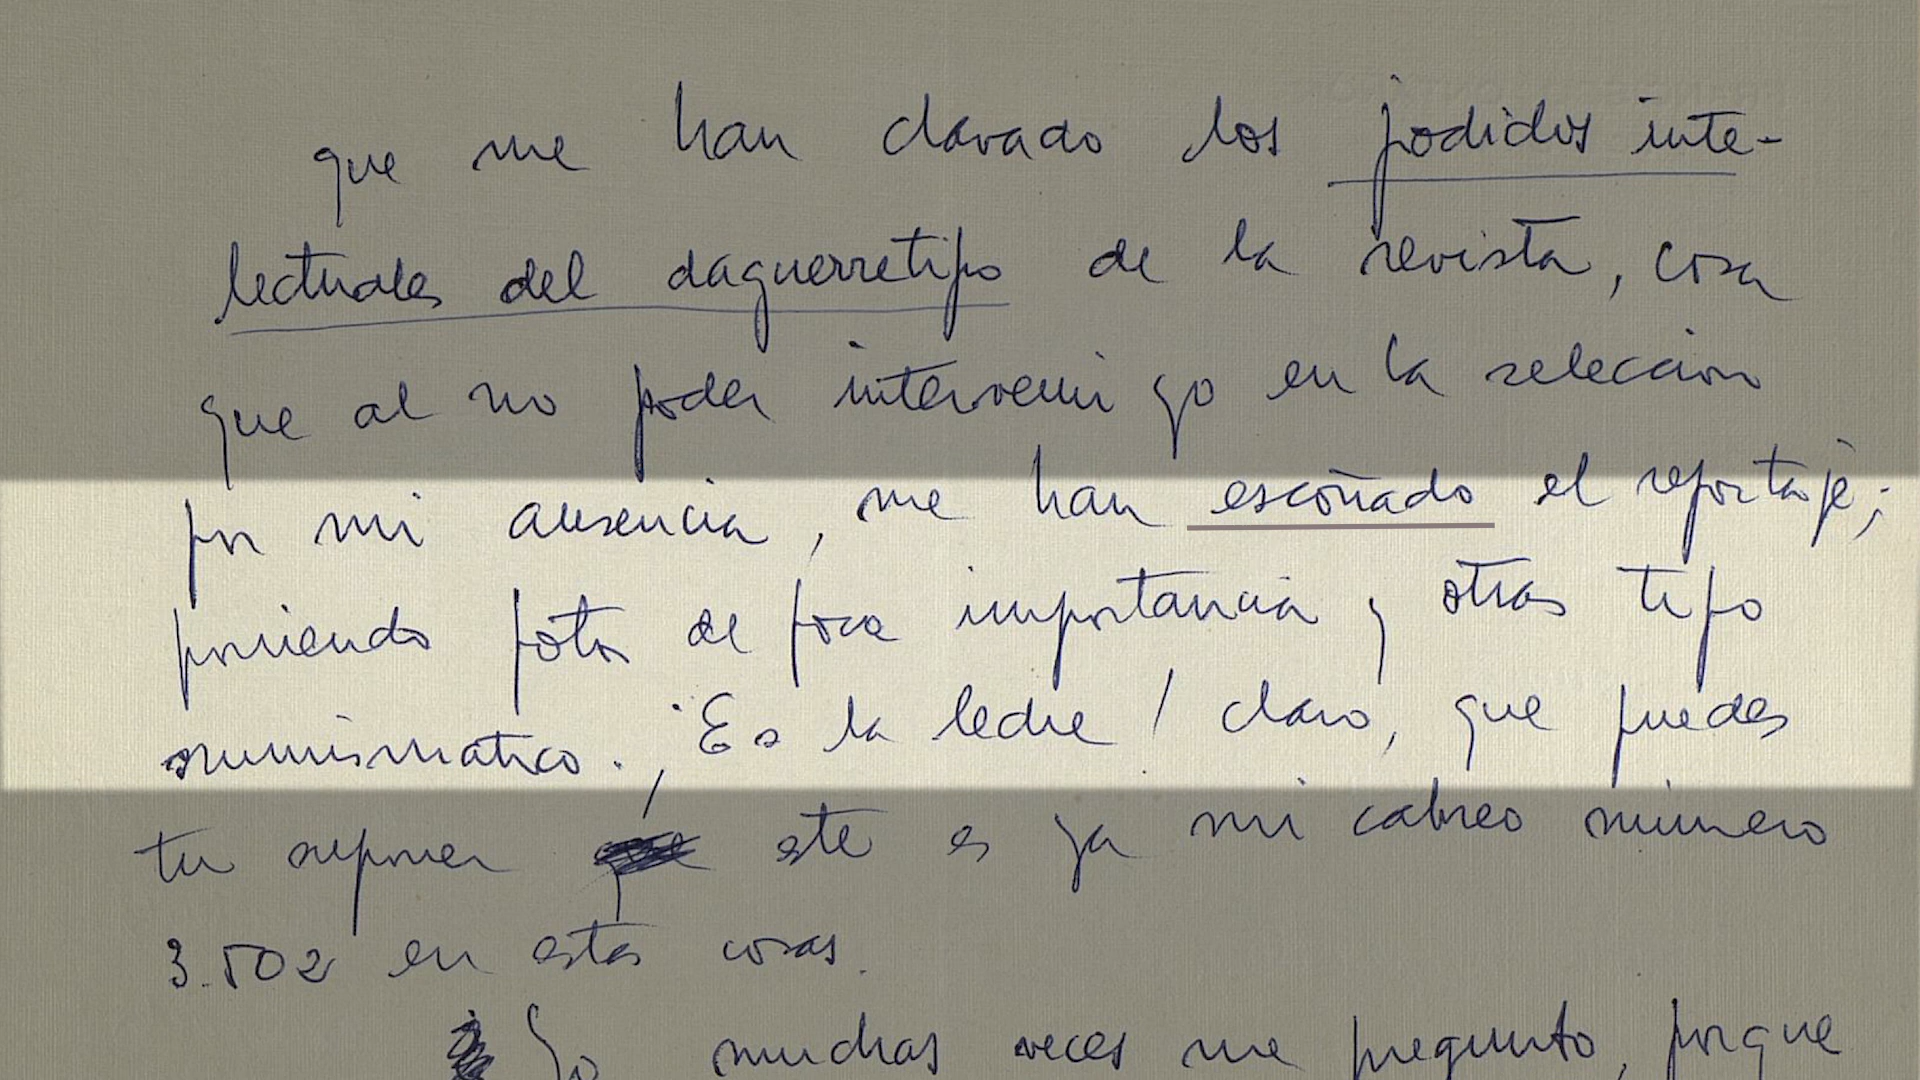 que me han clavado los jodidos inte-
lectuales del daguerretipo de la revista, cosa
que al no poder intervenir yo en la selección
por mi ausencia, me han escoñado el reportaje;
poniendo fotos de poca importancia y otras tipo
numismatico. ¡Es la leche! claro, que puedes
tu suponer este es ya mi cabreo número
3.502 en estas cosas.
Yo muchas veces me pregunto, porque